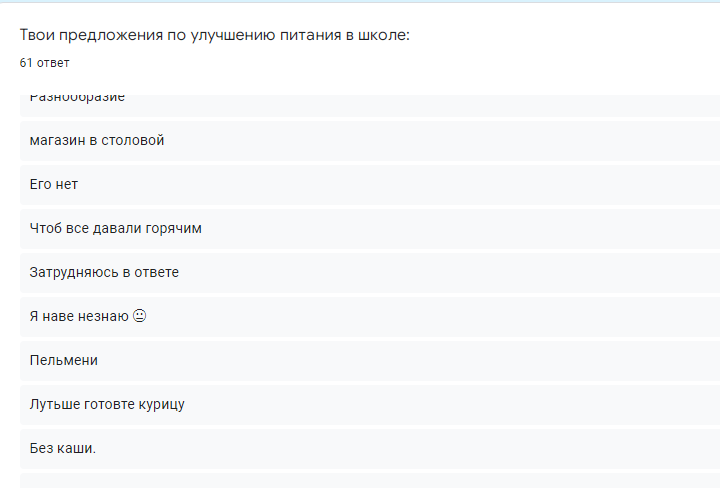 Твои предложения по улучшению питания в школе:
61 ответ
Разнообразие
магазин в столовой
Его нет
Чтоб все давали горячим
Затрудняюсь в ответе
Я наве незнаю 😐
Пельмени
Лутьше готовте курицу
Без каши.